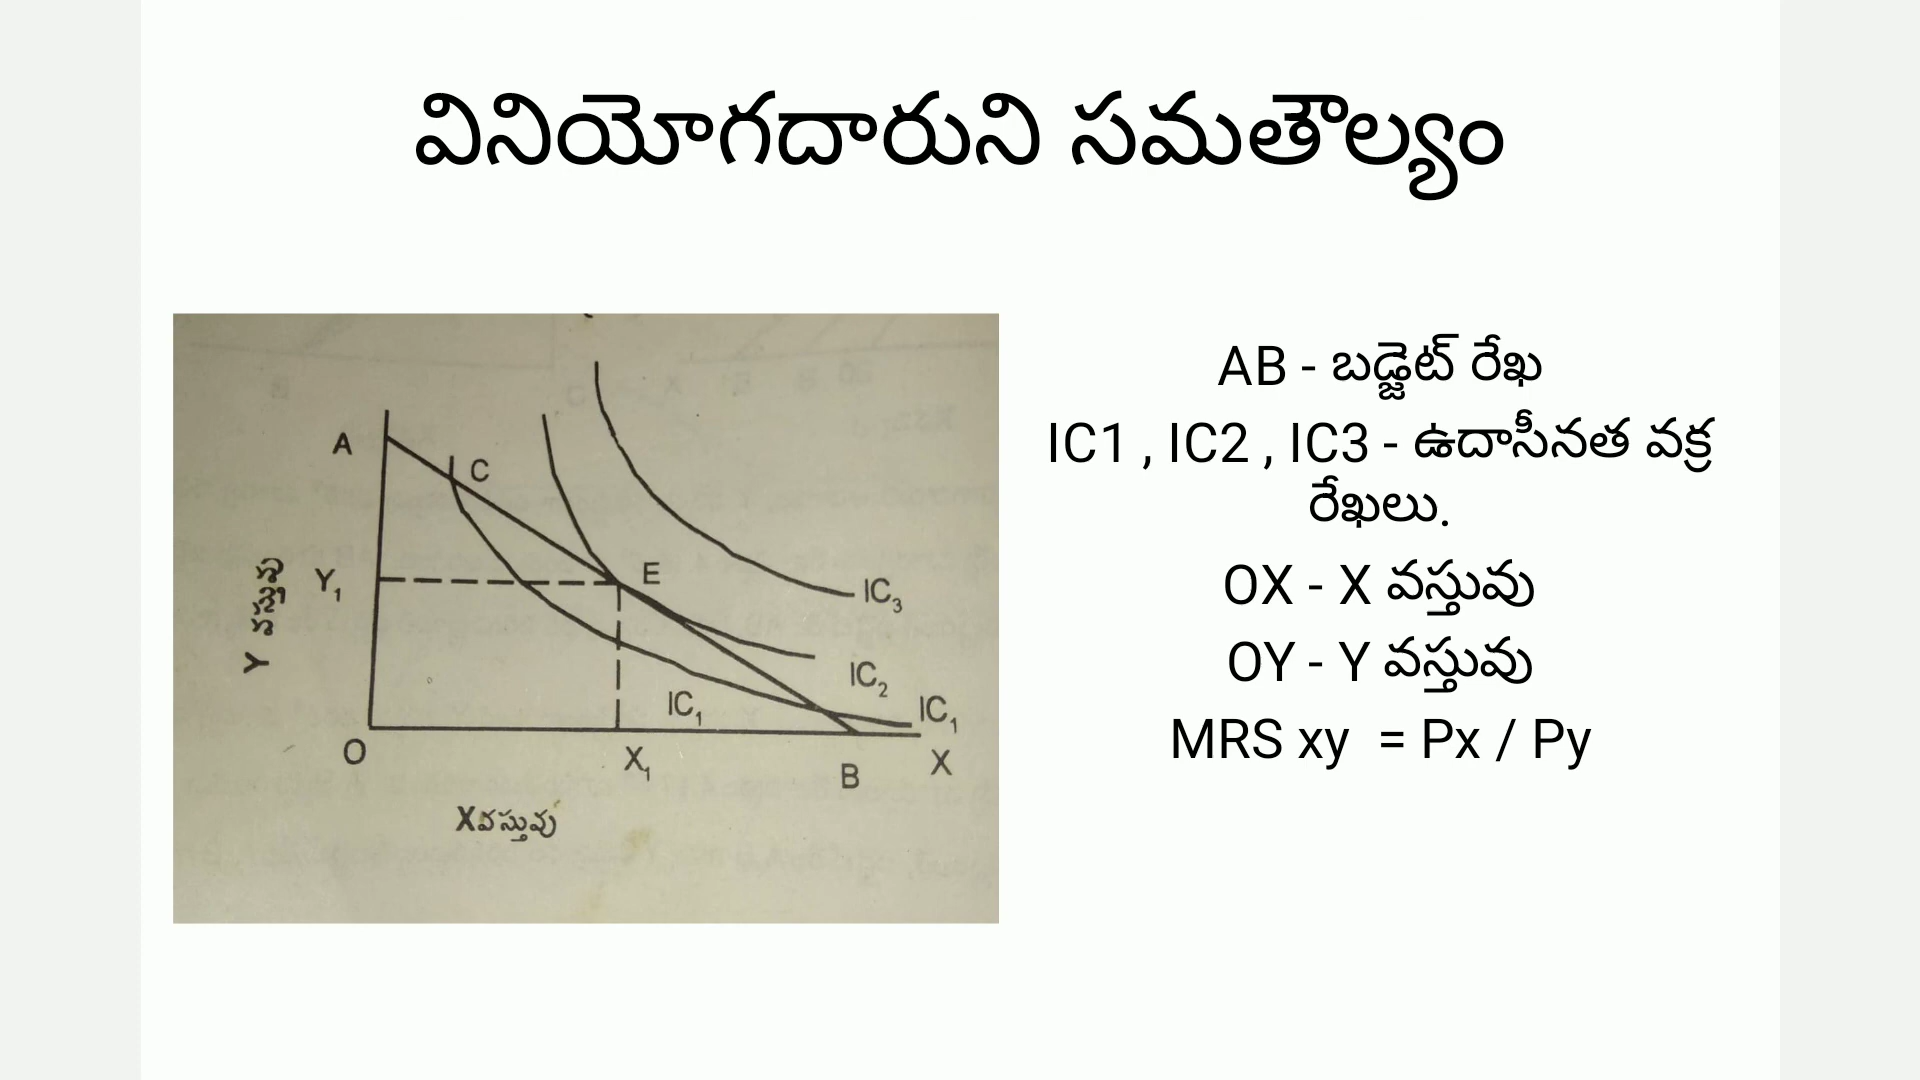 వినియోగదారుని సమతౌల్యం
A
C
Y వస్తువు
Y₁
E
IC₃
IC₂
IC₁
IC₁
O
X₁
B
X
Xవస్తువు
AB - బడ్జెట్ రేఖ
IC1 , IC2 , IC3 - ఉదాసీనత వక్ర
రేఖలు.
OX - X వస్తువు
OY - Y వస్తువు
MRS xy = Px / Py